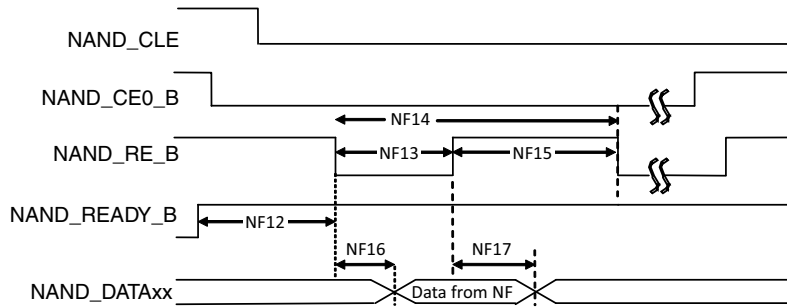 NAND_CLE
NAND_CE0_B
NF14
NAND_RE_B
NF13
NF15
NAND_READY_B
NF12
NF16
NF17
NAND_DATAxx
Data from NF